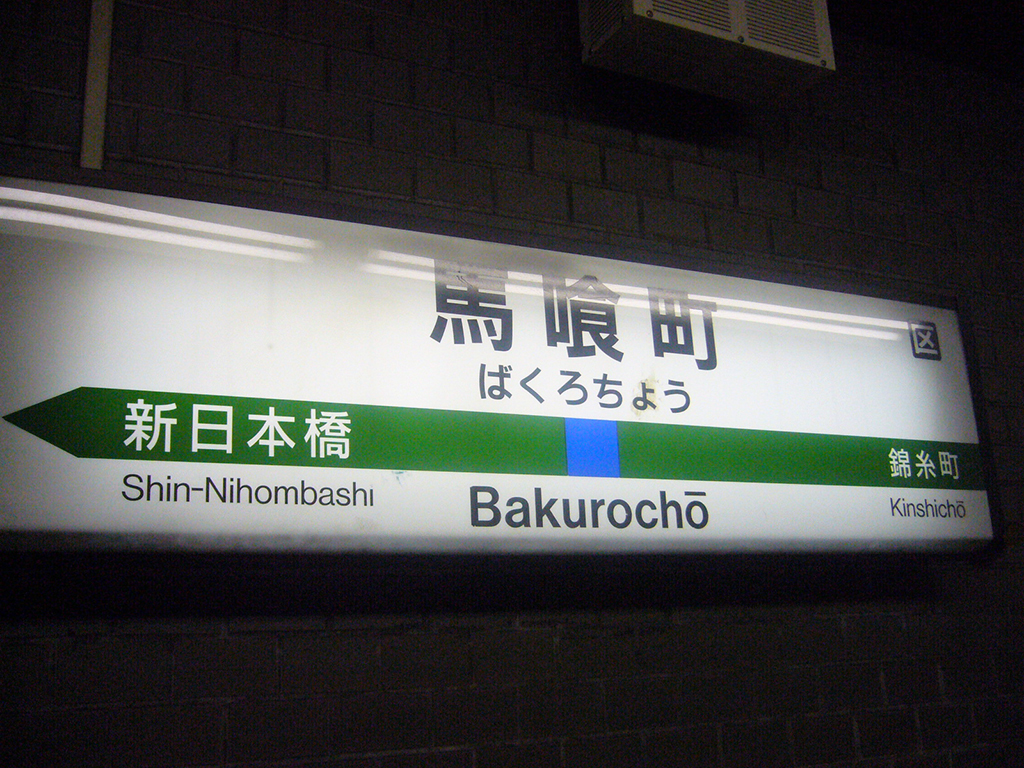 馬喰町
区
ばくろちょう
新日本橋
錦糸町
Shin-Nihombashi
Bakurochō
Kinshichō